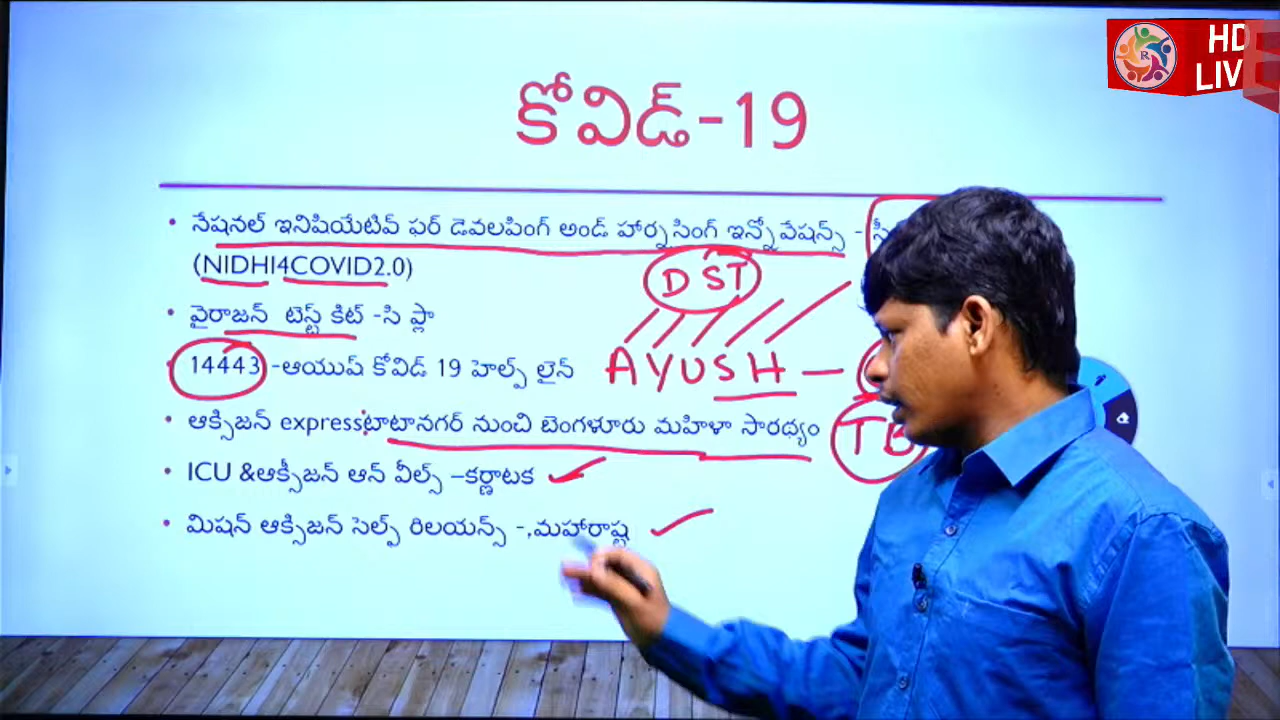 HD
LIV
కోవిడ్-19
• నేషనల్ ఇనిషియేటివ్ ఫర్ డెవలపింగ్ అండ్ హార్నసింగ్ ఇన్నోవేషన్స్ -
(NIDHI4COVID2.0)
DST
• వైరాజన్ టెస్ట్ కిట్ -సి ప్లా
• 14443 -ఆయుష్ కోవిడ్ 19 హెల్ప్ లైన్
AYUSH -
• ఆక్సిజన్ express:టాటానగర్ నుంచి బెంగళూరు మహిళా సారథ్యం
TB
• ICU &ఆక్సీజన్ ఆన్ వీల్స్ –కర్ణాటక
• మిషన్ ఆక్సిజన్ సెల్ఫ్ రిలయన్స్ -,మహారాష్ట